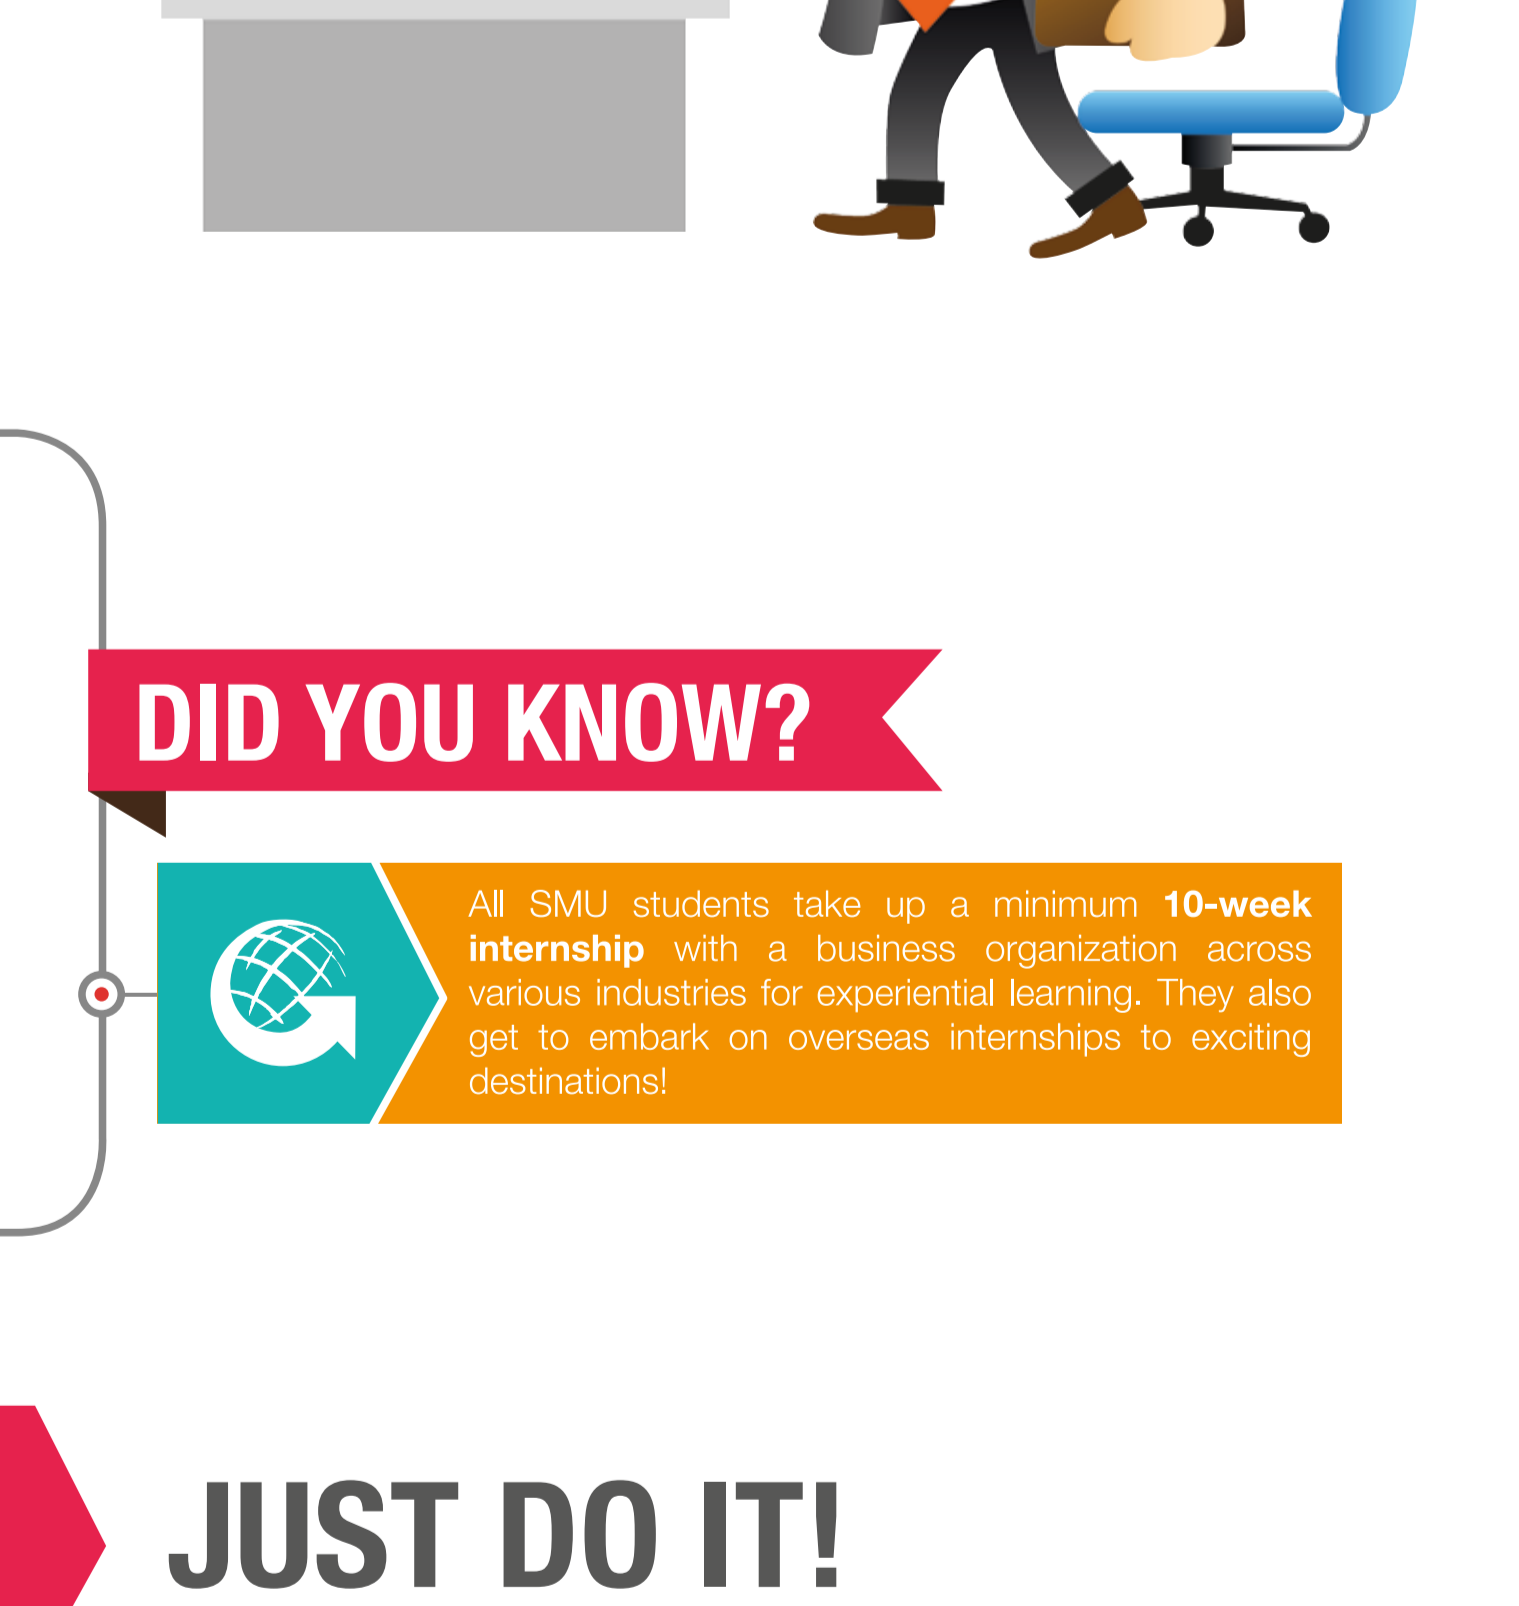 DID YOU KNOW?
All SMU students take up a minimum 10-week
internship with a business organization across
various industries for experiential learning. They also
get to embark on overseas internships to exciting
destinations!
JUST DO IT!